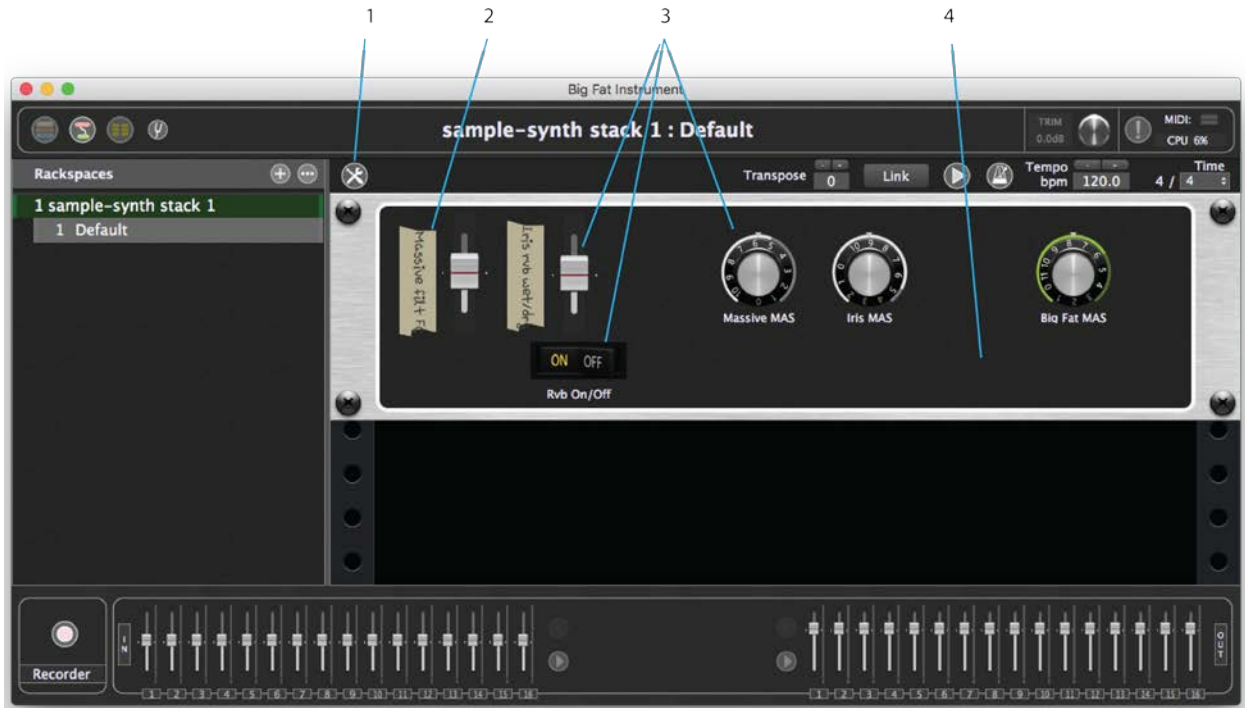 1 2 3 4
Big Fat Instrument
sample-synth stack 1 : Default
TRIM
0.0dB
MIDI:
CPU 6%
Rackspaces
Transpose
0
Link
Tempo
bpm 120.0
Time
4 / 4
1 sample-synth stack 1
1 Default
Massive filt
Iris rvb wet/dry
Massive MAS
Iris MAS
Big Fat MAS
ON OFF
Rvb On/Off
Recorder
IN
OUT
1 2 3 4 5 6 7 8 9 10 11 12 13 14 15 16
1 2 3 4 5 6 7 8 9 10 11 12 13 14 15 16